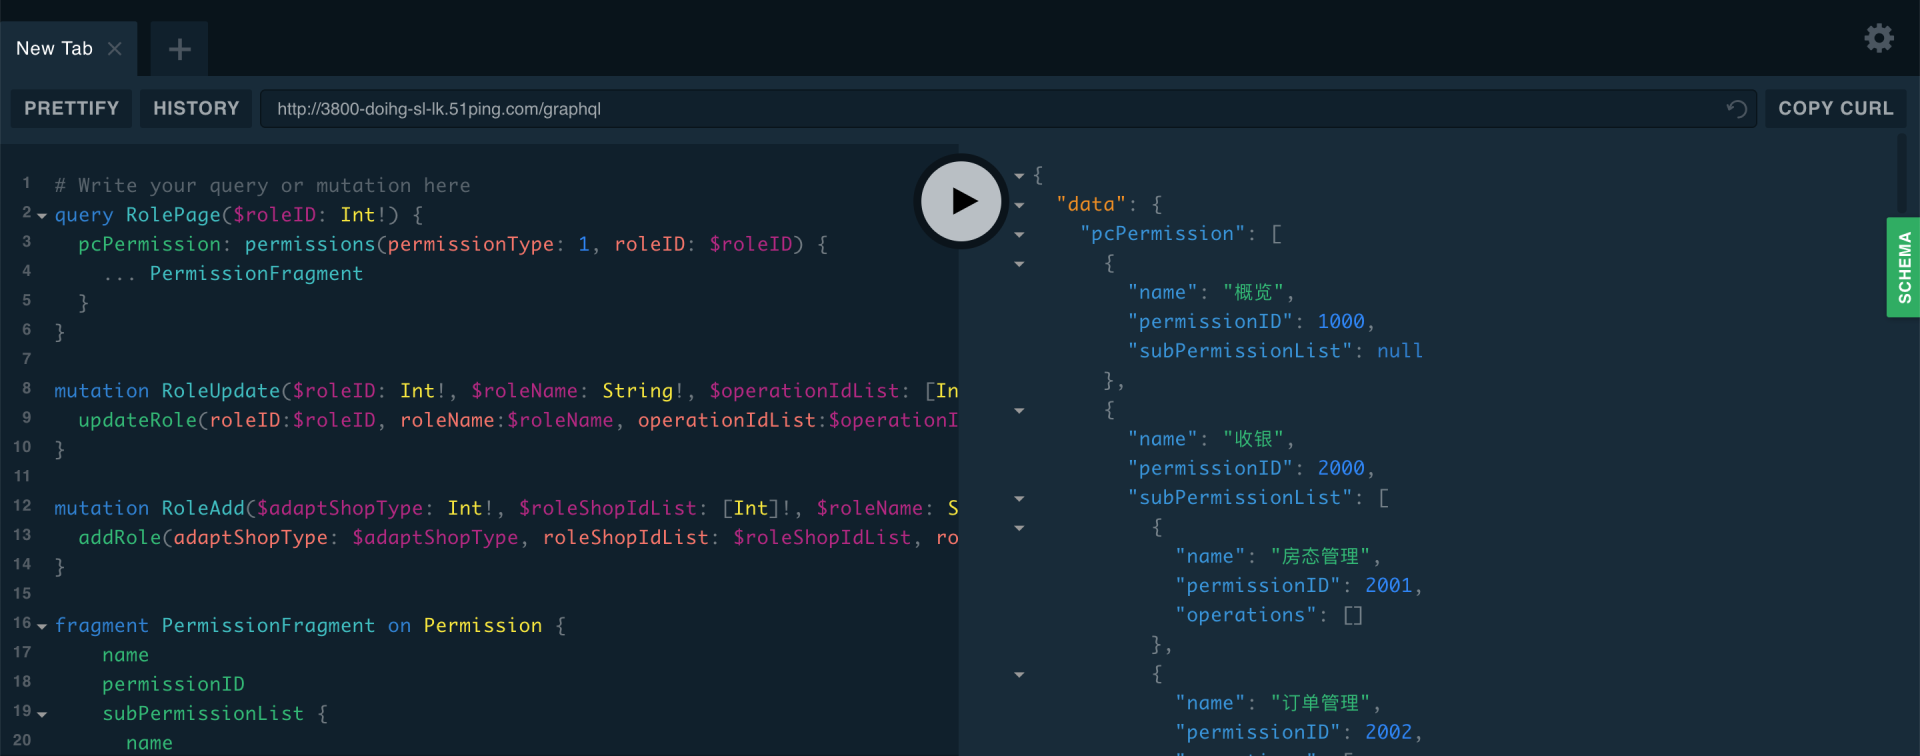 New Tab
PRETTIFY HISTORY http://3800-doihg-sl-lk.51ping.com/graphql COPY CURL
1 # Write your query or mutation here
2 query RolePage($roleID: Int!) {
3 pcPermission: permissions(permissionType: 1, roleID: $roleID) {
4 ... PermissionFragment
5 }
6 }
7
8 mutation RoleUpdate($roleID: Int!, $roleName: String!, $operationIdList: [In
9 updateRole(roleID:$roleID, roleName:$roleName, operationIdList:$operationI
10 }
11
12 mutation RoleAdd($adaptShopType: Int!, $roleShopIdList: [Int]!, $roleName: S
13 addRole(adaptShopType: $adaptShopType, roleShopIdList: $roleShopIdList, ro
14 }
15
16 fragment PermissionFragment on Permission {
17 name
18 permissionID
19 subPermissionList {
20 name
{
"data": {
"pcPermission": [
{
"name": "概览",
"permissionID": 1000,
"subPermissionList": null
},
{
"name": "收银",
"permissionID": 2000,
"subPermissionList": [
{
"name": "房态管理",
"permissionID": 2001,
"operations": []
},
{
"name": "订单管理",
"permissionID": 2002,
SCHEMA